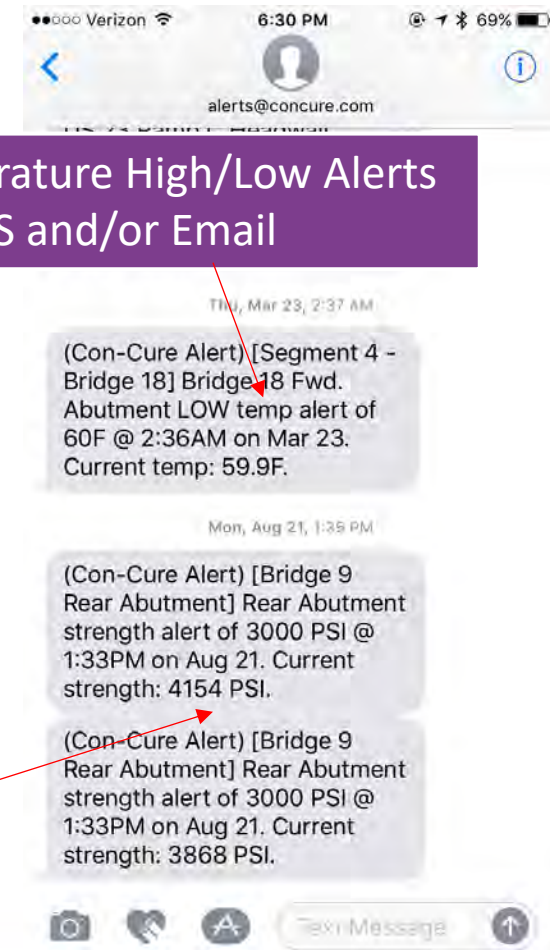 Verizon 6:30 PM 69%
alerts@concure.com
rature High/Low Alerts
S and/or Email
Thu, Mar 23, 2:37 AM
(Con-Cure Alert) [Segment 4 -
Bridge 18] Bridge 18 Fwd.
Abutment LOW temp alert of
60F @ 2:36AM on Mar 23.
Current temp: 59.9F.
Mon, Aug 21, 1:35 PM
(Con-Cure Alert) [Bridge 9
Rear Abutment] Rear Abutment
strength alert of 3000 PSI @
1:33PM on Aug 21. Current
strength: 4154 PSI.
(Con-Cure Alert) [Bridge 9
Rear Abutment] Rear Abutment
strength alert of 3000 PSI @
1:33PM on Aug 21. Current
strength: 3868 PSI.
Text Message